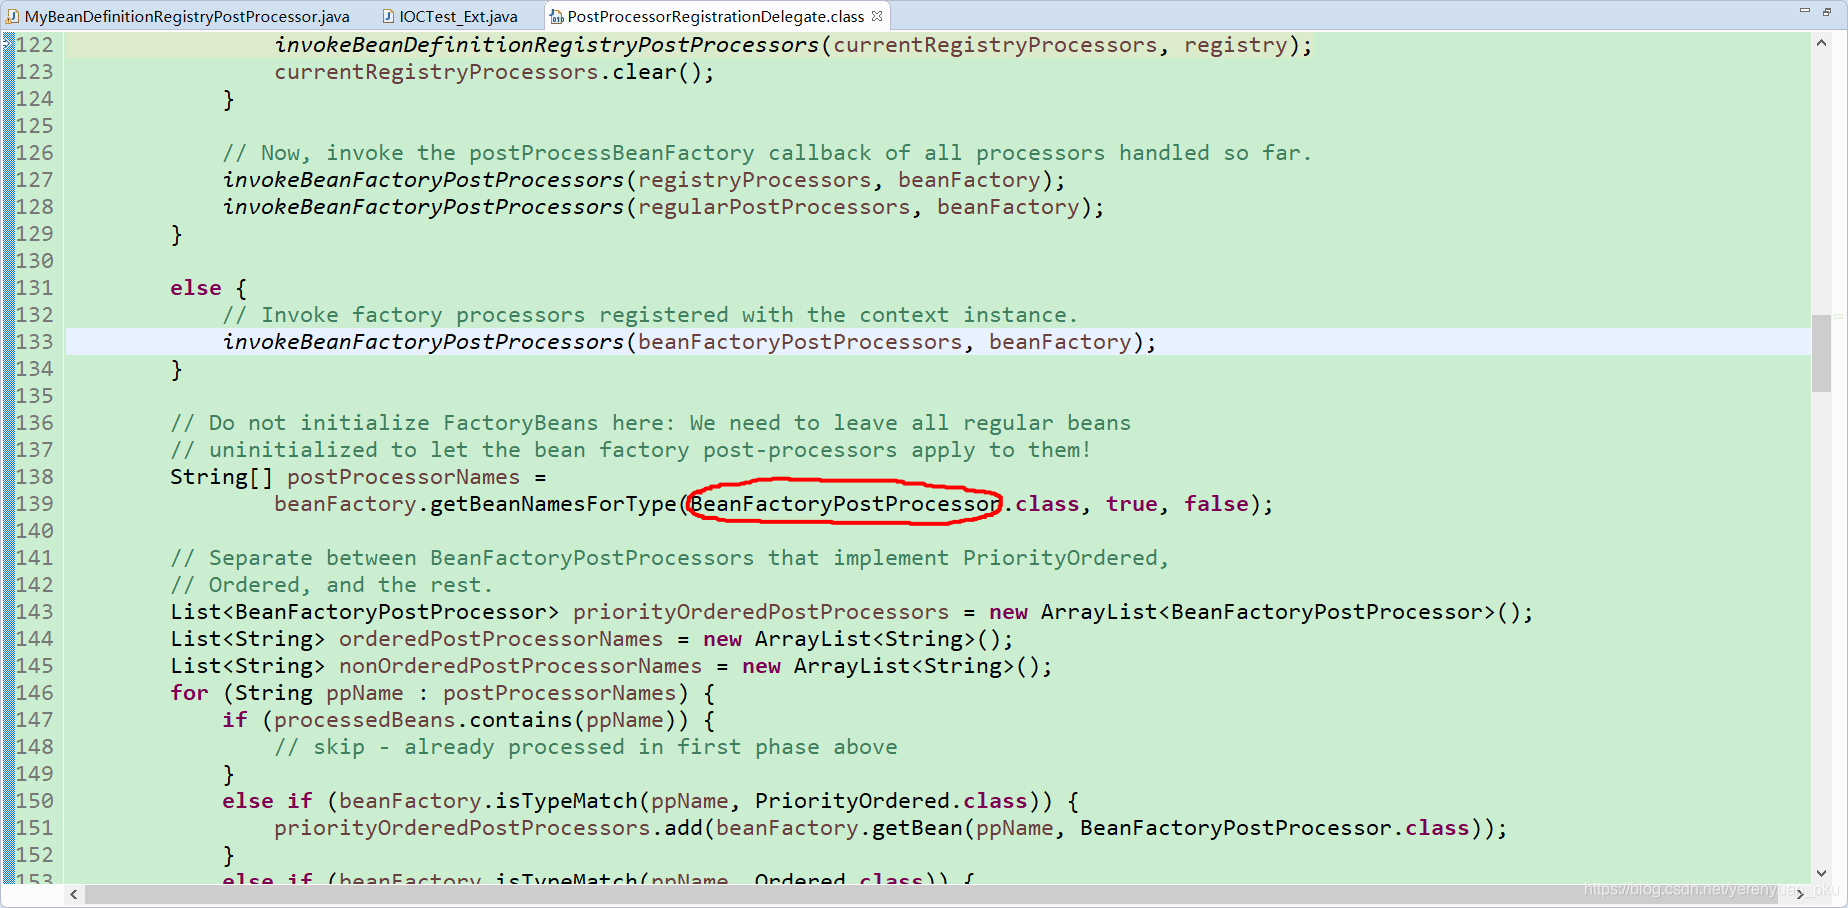 MyBeanDefinitionRegistryPostProcessor.java IOCTest_Ext.java PostProcessorRegistrationDelegate.class
122 invokeBeanDefinitionRegistryPostProcessors(currentRegistryProcessors, registry);
123 currentRegistryProcessors.clear();
124 }
125
126 // Now, invoke the postProcessBeanFactory callback of all processors handled so far.
127 invokeBeanFactoryPostProcessors(registryProcessors, beanFactory);
128 invokeBeanFactoryPostProcessors(regularPostProcessors, beanFactory);
129 }
130
131 else {
132 // Invoke factory processors registered with the context instance.
133 invokeBeanFactoryPostProcessors(beanFactoryPostProcessors, beanFactory);
134 }
135
136 // Do not initialize FactoryBeans here: We need to leave all regular beans
137 // uninitialized to let the bean factory post-processors apply to them!
138 String[] postProcessorNames =
139 beanFactory.getBeanNamesForType(BeanFactoryPostProcessor.class, true, false);
140
141 // Separate between BeanFactoryPostProcessors that implement PriorityOrdered,
142 // Ordered, and the rest.
143 List<BeanFactoryPostProcessor> priorityOrderedPostProcessors = new ArrayList<BeanFactoryPostProcessor>();
144 List<String> orderedPostProcessorNames = new ArrayList<String>();
145 List<String> nonOrderedPostProcessorNames = new ArrayList<String>();
146 for (String ppName : postProcessorNames) {
147 if (processedBeans.contains(ppName)) {
148 // skip - already processed in first phase above
149 }
150 else if (beanFactory.isTypeMatch(ppName, PriorityOrdered.class)) {
151 priorityOrderedPostProcessors.add(beanFactory.getBean(ppName, BeanFactoryPostProcessor.class));
152 }
153 else if (beanFactory.isTypeMatch(ppName, Ordered.class)) {
https://blog.csdn.net/yerenyuan_pku